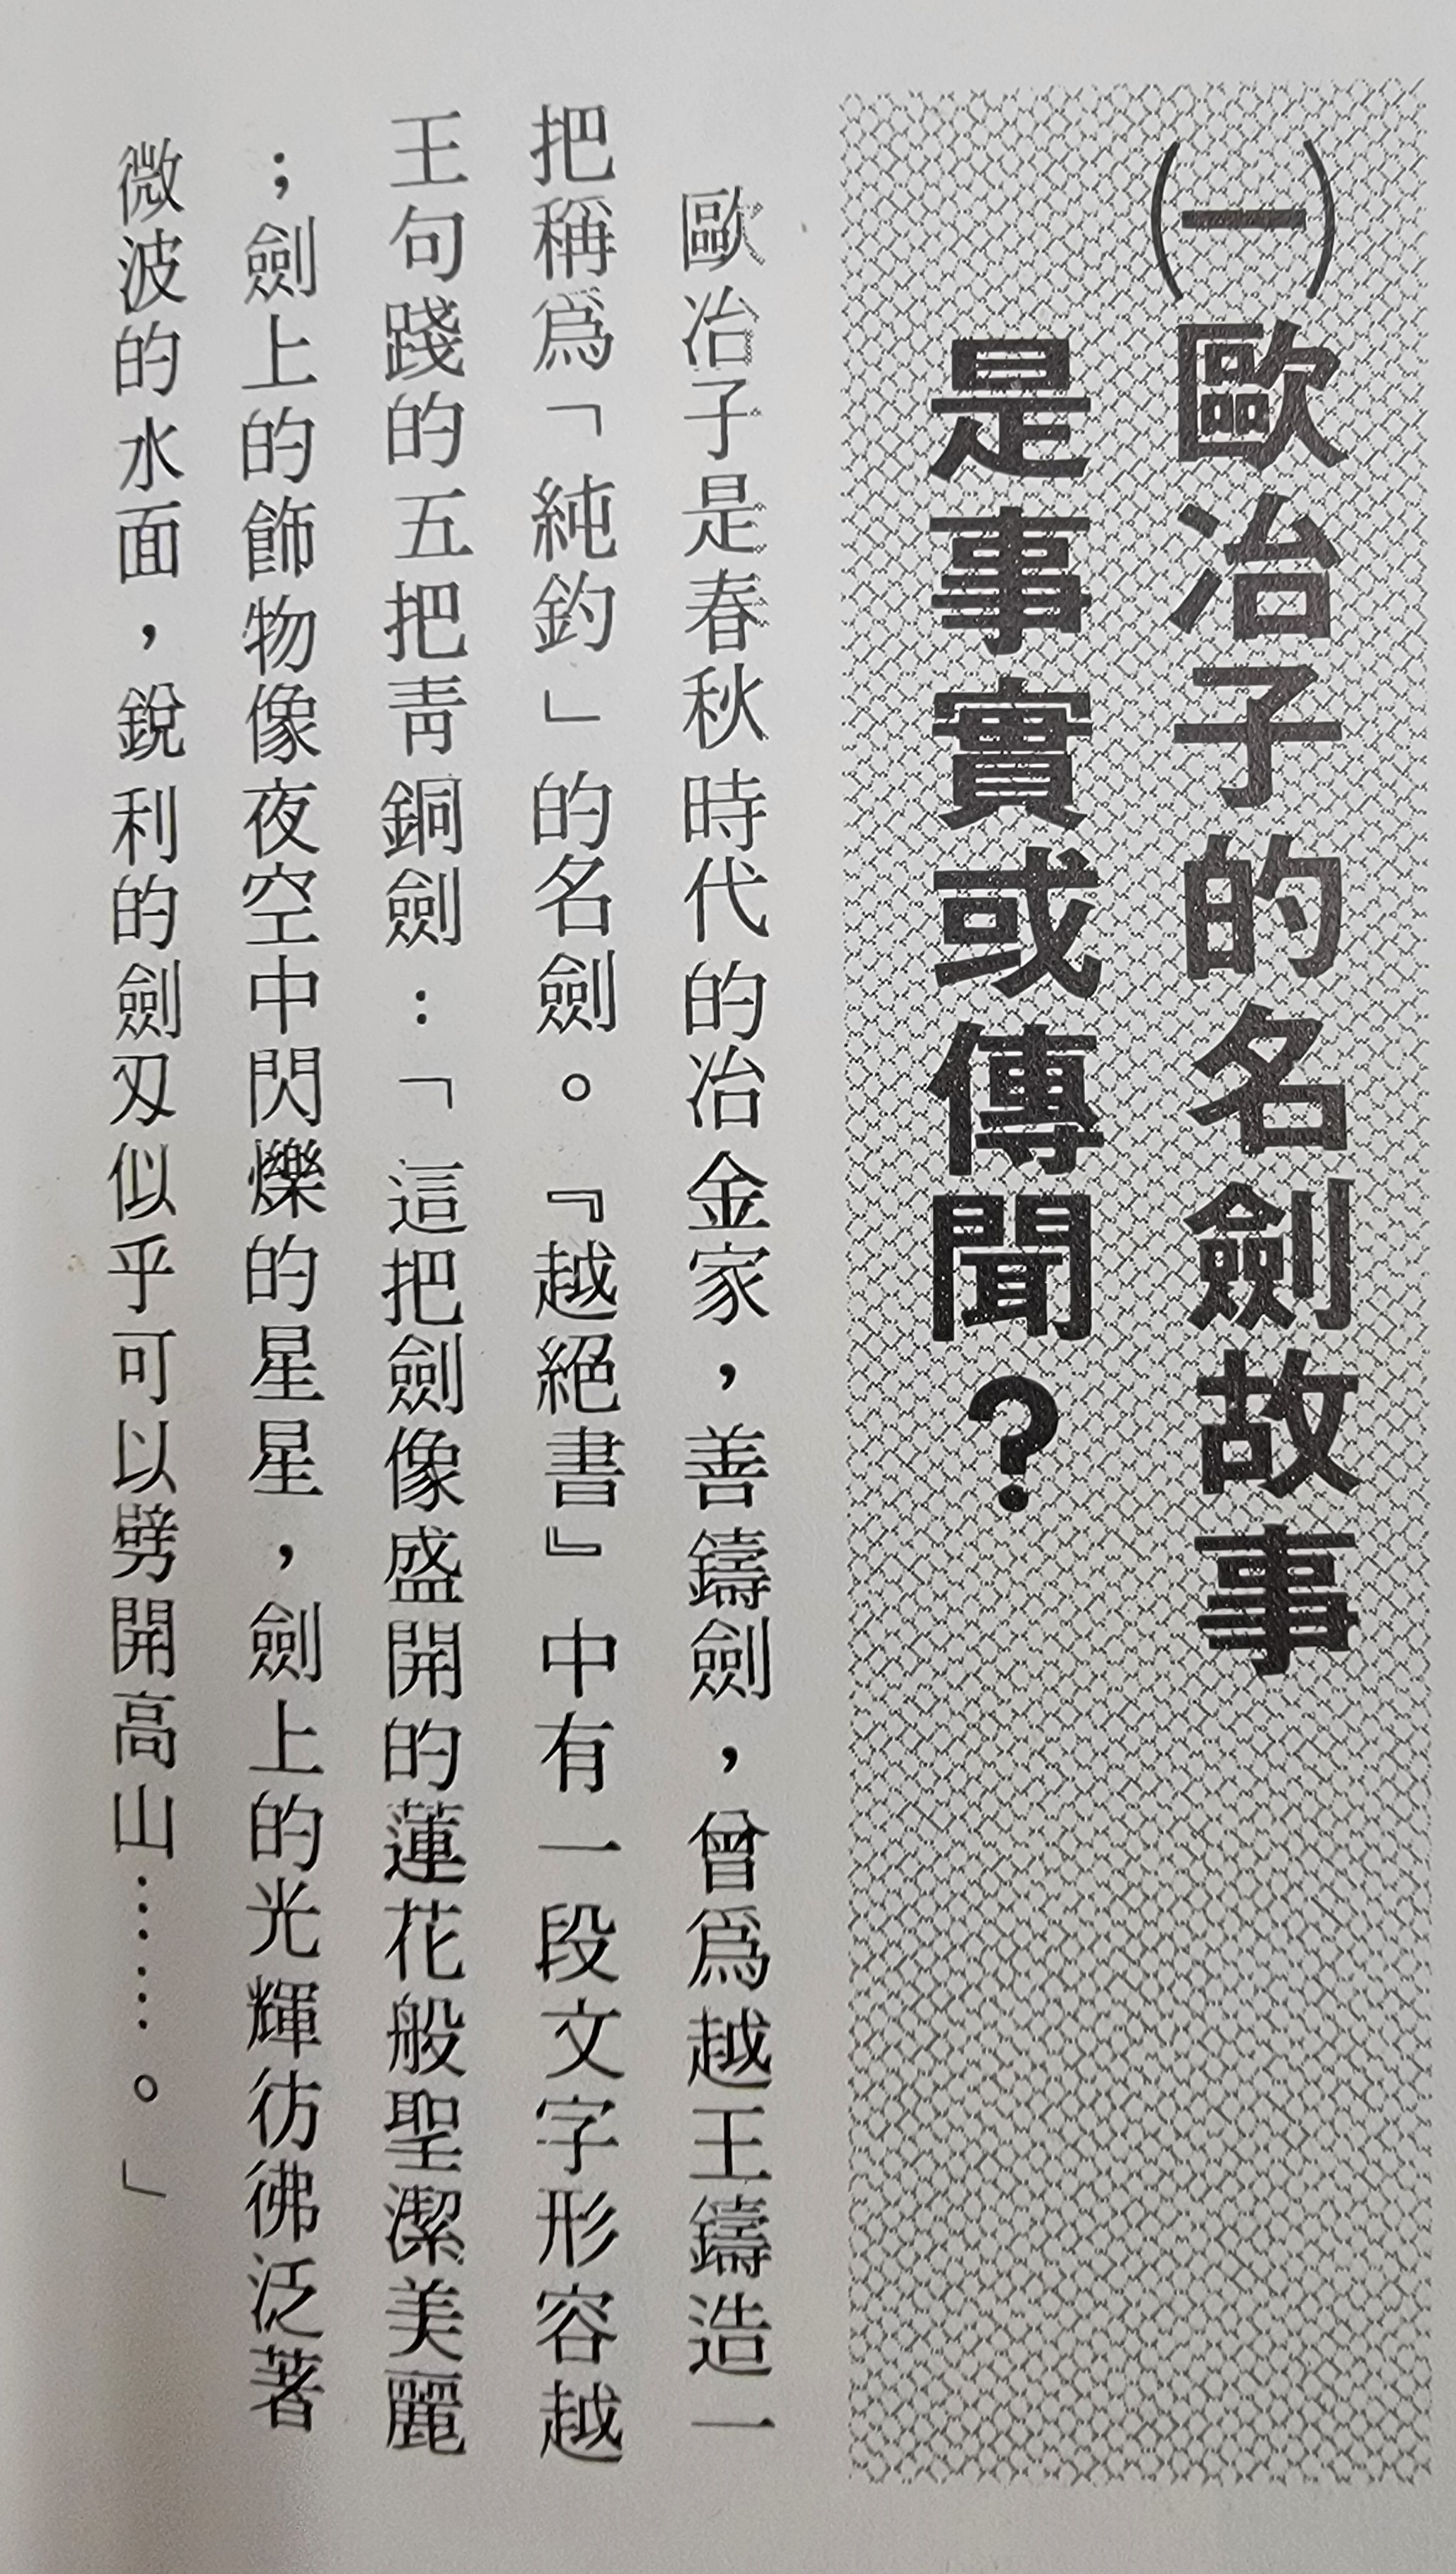 (一)歐冶子的名劍故事
是事實或傳聞?
歐冶子是春秋時代的冶金家,善鑄劍,曾爲越王鑄造一
把稱爲「純釣」的名劍。『越絕書』中有一段文字形容越
王句踐的五把靑銅劍:「這把劍像盛開的蓮花般聖潔美麗
;劍上的飾物像夜空中閃爍的星星,劍上的光輝彷彿泛著
微波的水面,銳利的劍刄似乎可以劈開高山……。」